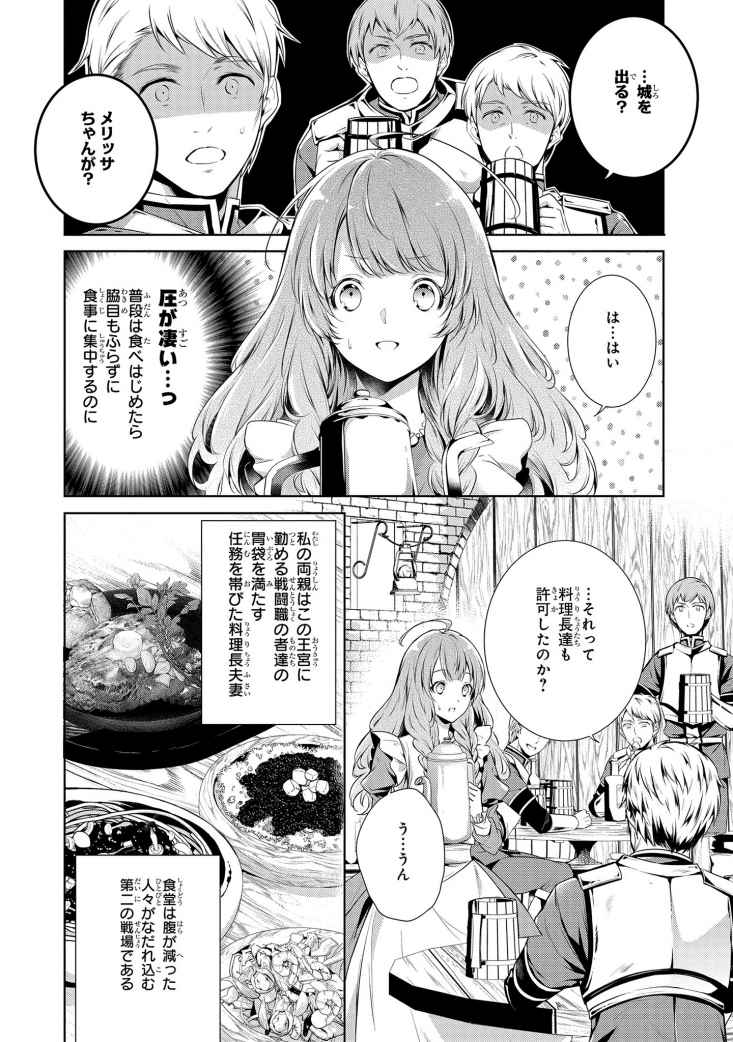 …城を
出る？
メリッサ
ちゃんが？
は…はい
圧が凄い…っ
普段は食べはじめたら
脇目もふらずに
食事に集中するのに
…それって
料理長達も
許可したのか？
う…うん
私の両親はこの王宮に
勤める戦闘職の者達の
胃袋を満たす
任務を帯びた料理長夫妻
食堂は腹が減った
人々がなだれ込む
第二の戦場である